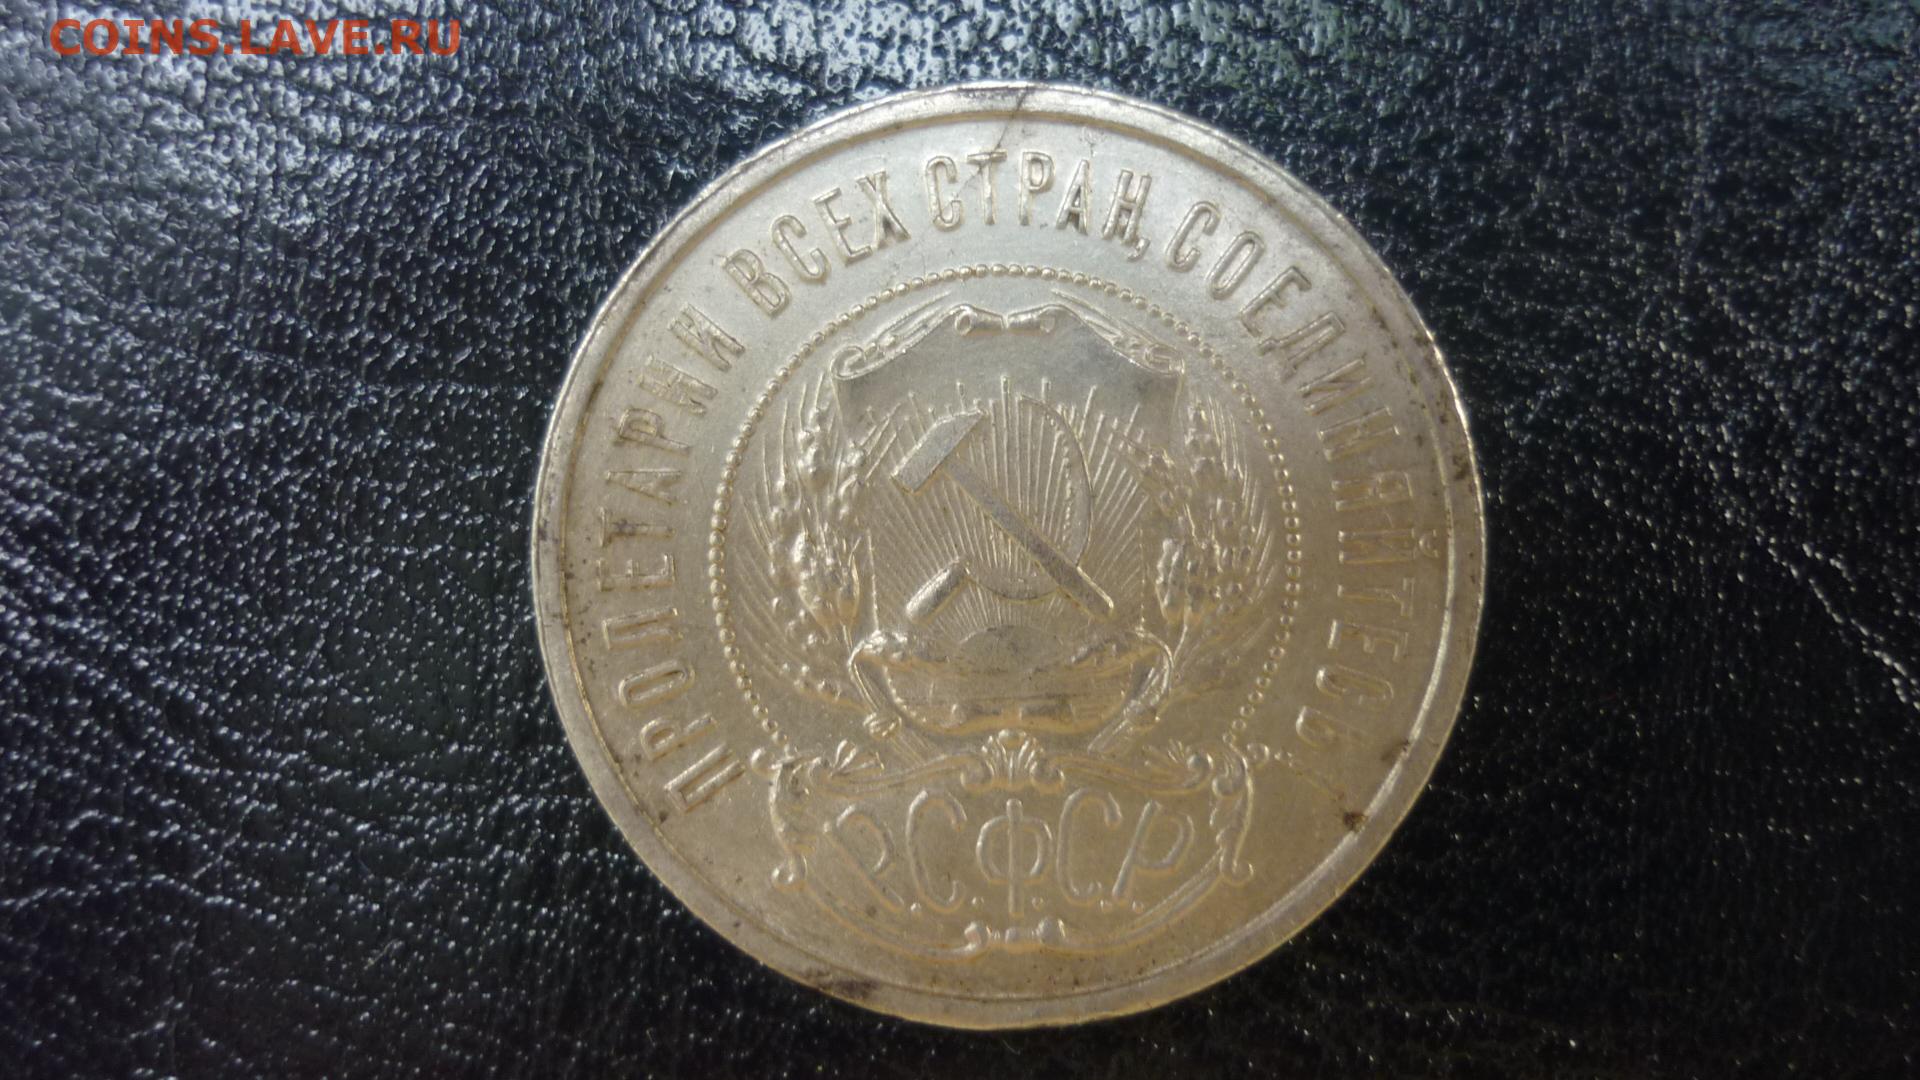 COINS.LAVE.RU
ПРОЛЕТАРИИ ВСЕХ СТРАН, СОЕДИНЯЙТЕСЬ!
Р.С.Ф.С.Р.